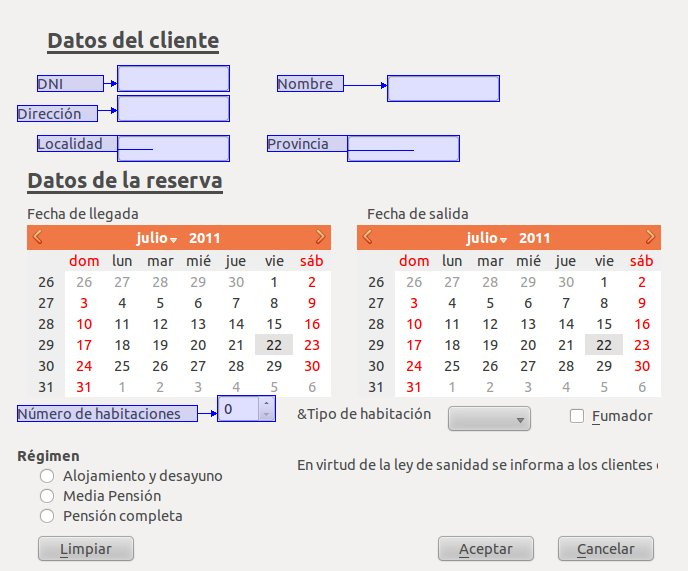 Datos del cliente
DNI Nombre
Dirección
Localidad Provincia
Datos de la reserva
Fecha de llegada Fecha de salida
julio 2011 julio 2011
dom lun mar mié jue vie sáb dom lun mar mié jue vie sáb
26 26 27 28 29 30 1 2 26 26 27 28 29 30 1 2
27 3 4 5 6 7 8 9 27 3 4 5 6 7 8 9
28 10 11 12 13 14 15 16 28 10 11 12 13 14 15 16
29 17 18 19 20 21 22 23 29 17 18 19 20 21 22 23
30 24 25 26 27 28 29 30 30 24 25 26 27 28 29 30
31 31 1 2 3 4 5 6 31 31 1 2 3 4 5 6
Número de habitaciones 0 &Tipo de habitación Fumador
Régimen
En virtud de la ley de sanidad se informa a los clientes
Alojamiento y desayuno
Media Pensión
Pensión completa
Limpiar Aceptar Cancelar